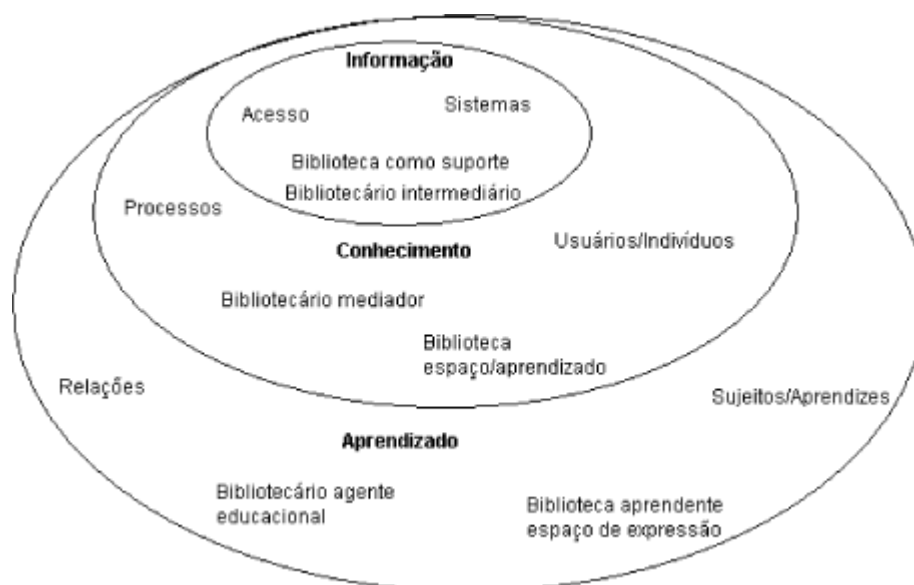 Informação
Acesso
Sistemas
Biblioteca como suporte
Bibliotecário intermediário
Processos
Usuários/Indivíduos
Conhecimento
Bibliotecário mediador
Biblioteca
espaço/aprendizado
Relações
Sujeitos/Aprendizes
Aprendizado
Bibliotecário agente
educacional
Biblioteca aprendente
espaço de expressão